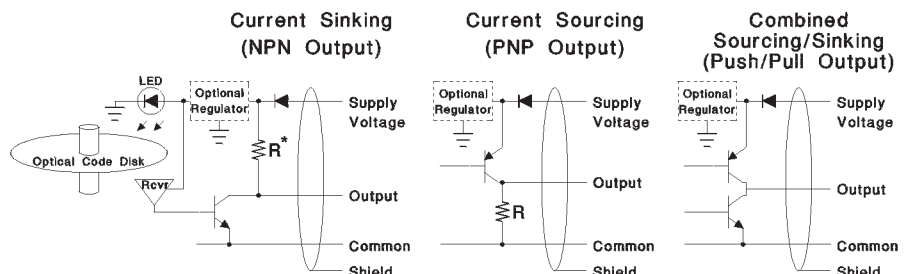 Current Sinking
(NPN Output)
LED
Optional
Regulator
Supply
Voltage
R*
Optical Code Disk
Rcvr
Output
Common
Shield
Current Sourcing
(PNP Output)
Optional
Regulator
Supply
Voltage
Output
R
Common
Shield
Combined
Sourcing/Sinking
(Push/Pull Output)
Optional
Regulator
Supply
Voltage
Output
Common
Shield